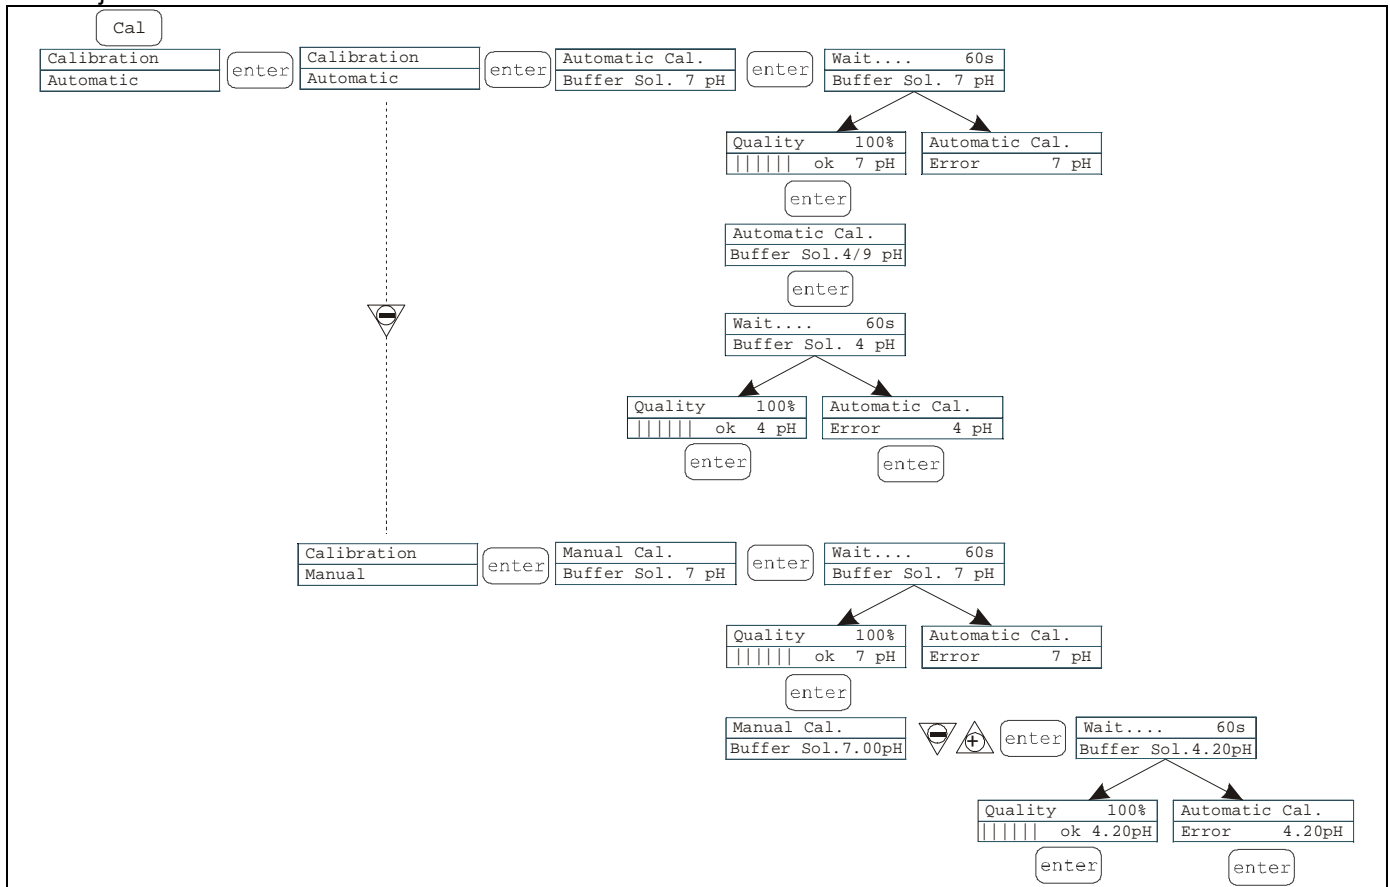 Cal
Calibration
Automatic
enter
Calibration
Automatic
enter
Automatic Cal.
Buffer Sol. 7 pH
enter
Wait.... 60s
Buffer Sol. 7 pH
Quality 100%
|||||| ok 7 pH
Automatic Cal.
Error 7 pH
enter
Automatic Cal.
Buffer Sol.4/9 pH
enter
Wait.... 60s
Buffer Sol. 4 pH
Quality 100%
|||||| ok 4 pH
Automatic Cal.
Error 4 pH
enter
enter
Calibration
Manual
enter
Manual Cal.
Buffer Sol. 7 pH
enter
Wait.... 60s
Buffer Sol. 7 pH
Quality 100%
|||||| ok 7 pH
Automatic Cal.
Error 7 pH
enter
Manual Cal.
Buffer Sol.7.00pH
enter
Wait.... 60s
Buffer Sol.4.20pH
Quality 100%
|||||| ok 4.20pH
Automatic Cal.
Error 4.20pH
enter
enter